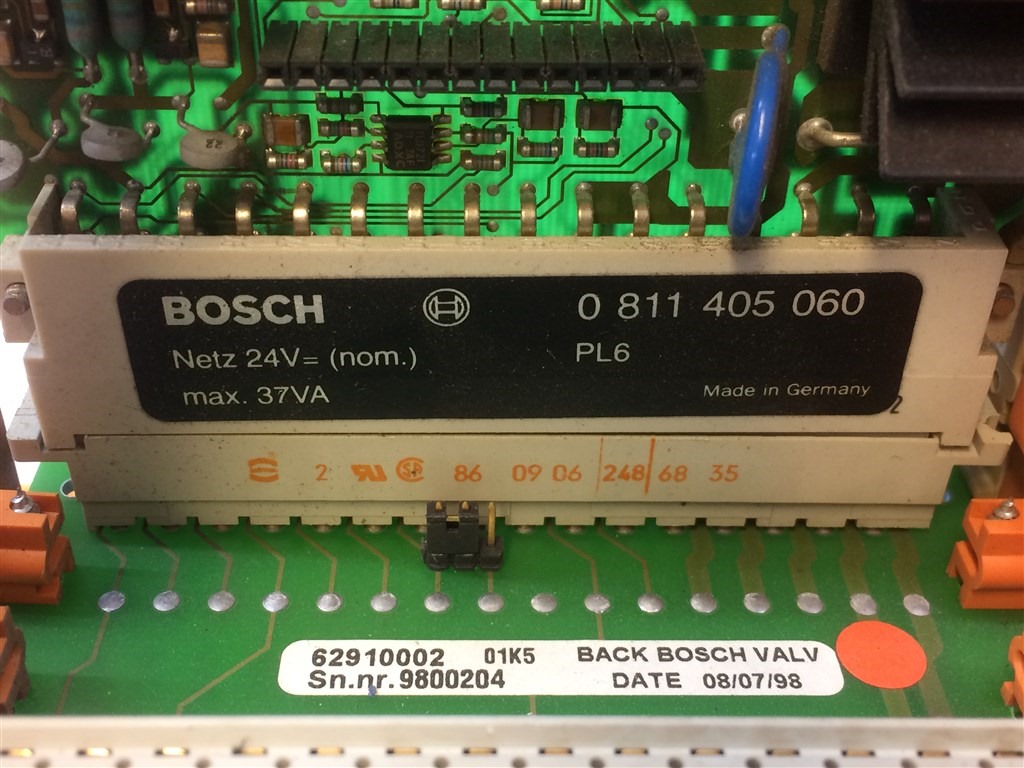 BOSCH 0 811 405 060
Netz 24V= (nom.) PL6
max. 37VA Made in Germany
2
2 86 09 06 248 68 35
62910002 01K5 BACK BOSCH VALV
Sn.nr.9800204 DATE 08/07/98